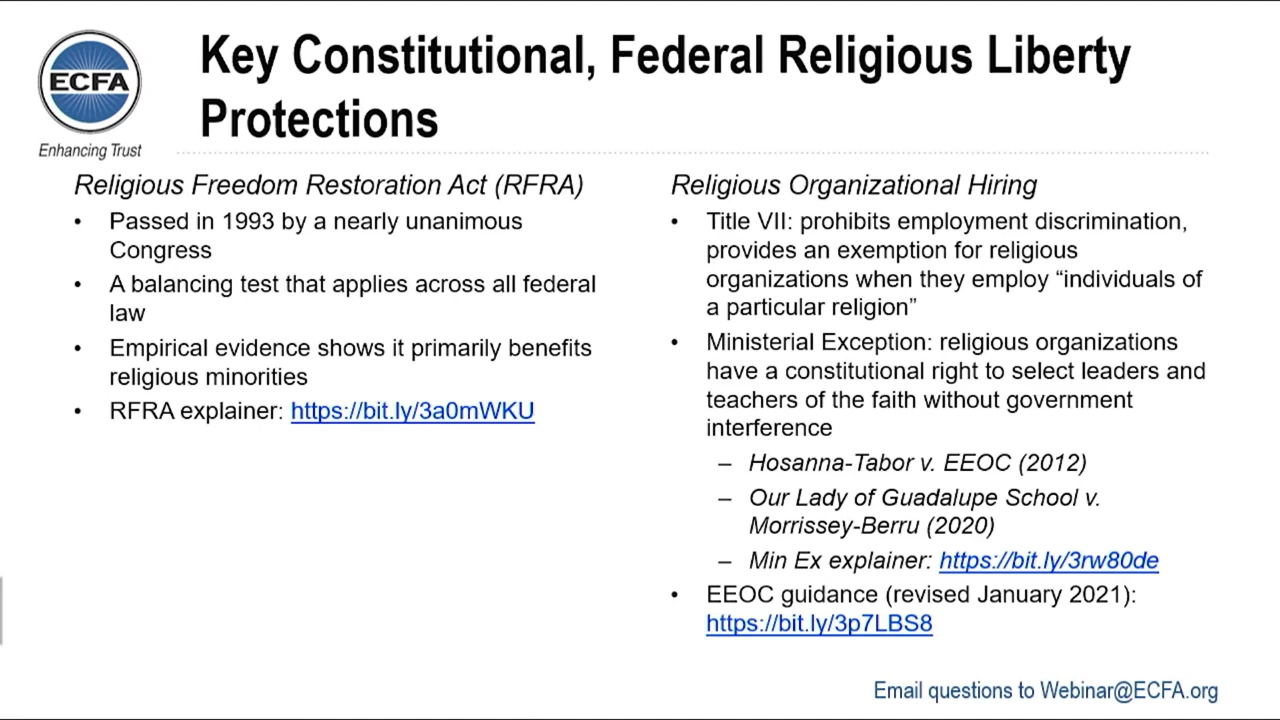 ECFA
Enhancing Trust
Key Constitutional, Federal Religious Liberty
Protections
Religious Freedom Restoration Act (RFRA)
• Passed in 1993 by a nearly unanimous
Congress
• A balancing test that applies across all federal
law
• Empirical evidence shows it primarily benefits
religious minorities
• RFRA explainer: https://bit.ly/3a0mWKU
Religious Organizational Hiring
• Title VII: prohibits employment discrimination,
provides an exemption for religious
organizations when they employ “individuals of
a particular religion”
• Ministerial Exception: religious organizations
have a constitutional right to select leaders and
teachers of the faith without government
interference
– Hosanna-Tabor v. EEOC (2012)
– Our Lady of Guadalupe School v.
Morrissey-Berru (2020)
– Min Ex explainer: https://bit.ly/3rw80de
• EEOC guidance (revised January 2021):
https://bit.ly/3p7LBS8
Email questions to Webinar@ECFA.org